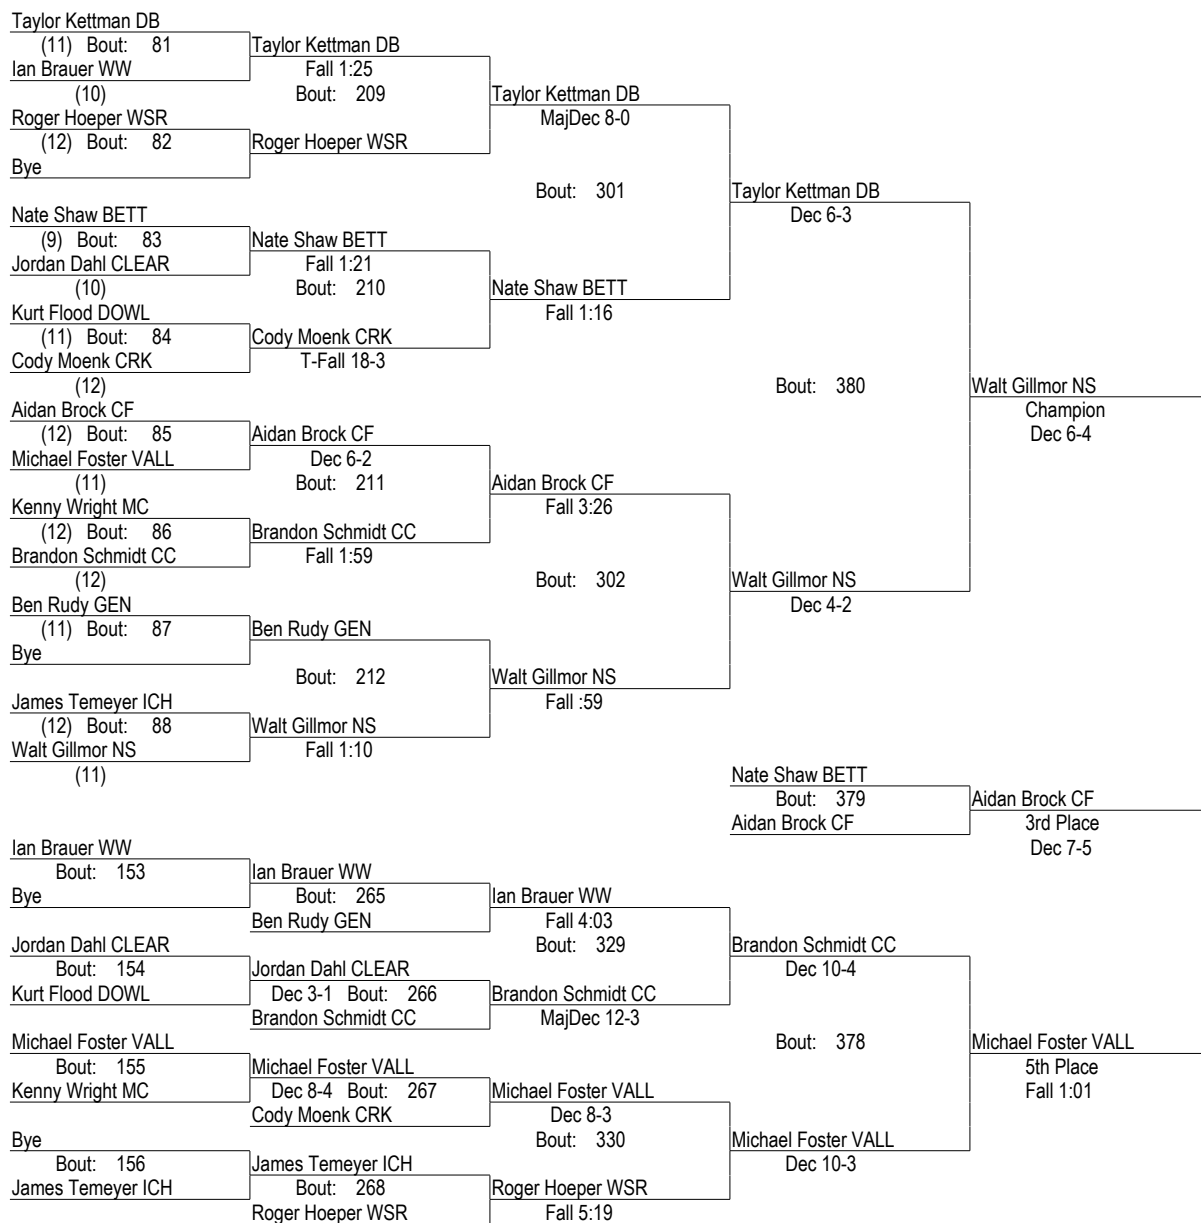 Taylor Kettman DB
(11) Bout: 81 Taylor Kettman DB
Ian Brauer WW Fall 1:25
(10) Bout: 209 Taylor Kettman DB
Roger Hoeper WSR MajDec 8-0
(12) Bout: 82 Roger Hoeper WSR
Bye
Bout: 301 Taylor Kettman DB
Nate Shaw BETT Dec 6-3
(9) Bout: 83 Nate Shaw BETT
Jordan Dahl CLEAR Fall 1:21
(10) Bout: 210 Nate Shaw BETT
Kurt Flood DOWL Fall 1:16
(11) Bout: 84 Cody Moenk CRK
Cody Moenk CRK T-Fall 18-3
(12) Bout: 380 Walt Gillmor NS
Aidan Brock CF Champion
(12) Bout: 85 Aidan Brock CF Dec 6-4
Michael Foster VALL Dec 6-2
(11) Bout: 211 Aidan Brock CF
Kenny Wright MC Fall 3:26
(12) Bout: 86 Brandon Schmidt CC
Brandon Schmidt CC Fall 1:59
(12) Bout: 302 Walt Gillmor NS
Ben Rudy GEN Dec 4-2
(11) Bout: 87 Ben Rudy GEN
Bye
Bout: 212 Walt Gillmor NS
James Temeyer ICH Fall :59
(12) Bout: 88 Walt Gillmor NS
Walt Gillmor NS Fall 1:10
(11) Nate Shaw BETT
Bout: 379 Aidan Brock CF
Aidan Brock CF 3rd Place
Ian Brauer WW Dec 7-5
Bout: 153 Ian Brauer WW
Bye Bout: 265 Ian Brauer WW
Ben Rudy GEN Fall 4:03
Jordan Dahl CLEAR Bout: 329 Brandon Schmidt CC
Bout: 154 Jordan Dahl CLEAR Dec 10-4
Kurt Flood DOWL Dec 3-1 Bout: 266 Brandon Schmidt CC
Brandon Schmidt CC MajDec 12-3
Michael Foster VALL Bout: 378 Michael Foster VALL
Bout: 155 Michael Foster VALL 5th Place
Kenny Wright MC Dec 8-4 Bout: 267 Michael Foster VALL Fall 1:01
Cody Moenk CRK Dec 8-3
Bye Bout: 330 Michael Foster VALL
Bout: 156 James Temeyer ICH Dec 10-3
James Temeyer ICH Bout: 268 Roger Hoeper WSR
Roger Hoeper WSR Fall 5:19